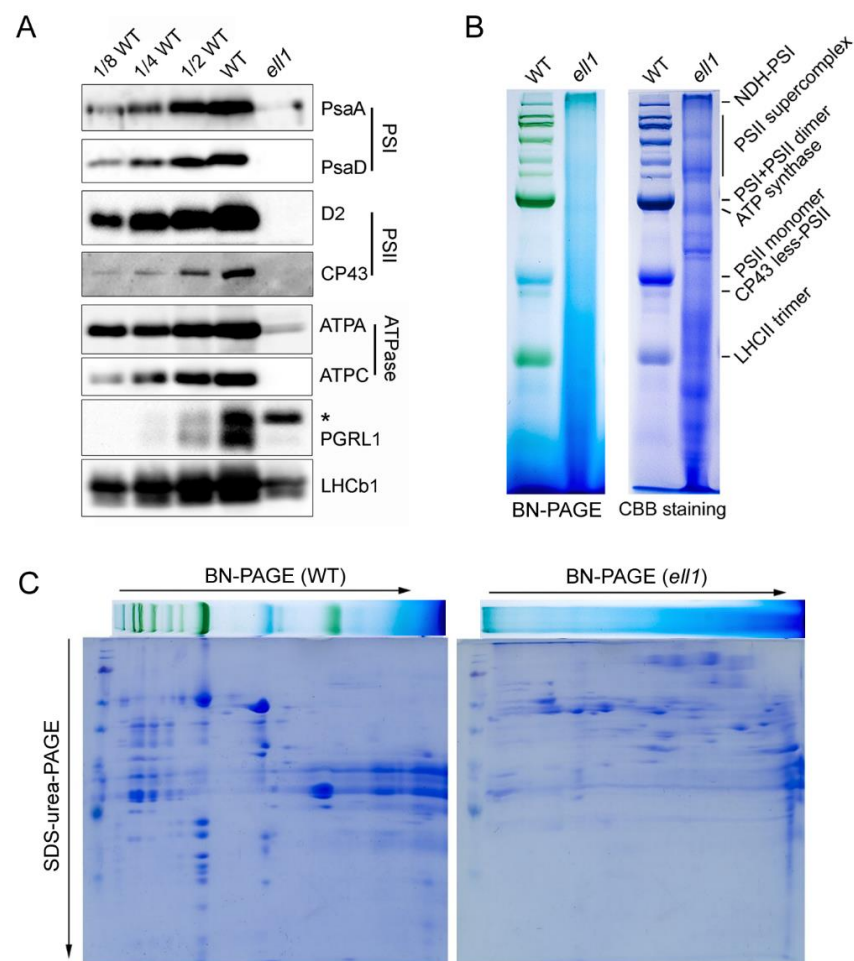 A
1/8 WT
1/4 WT
1/2 WT
WT
ell1
PsaA
PsaD
PSI
D2
CP43
PSII
ATPA
ATPC
ATPase
*
PGRL1
LHCb1
B
WT
ell1
WT
ell1
NDH-PSI
PSII supercomplex
PSI+PSII dimer
ATP synthase
PSII monomer
CP43 less-PSII
LHCII trimer
BN-PAGE
CBB staining
C
BN-PAGE (WT)
BN-PAGE (ell1)
SDS-urea-PAGE